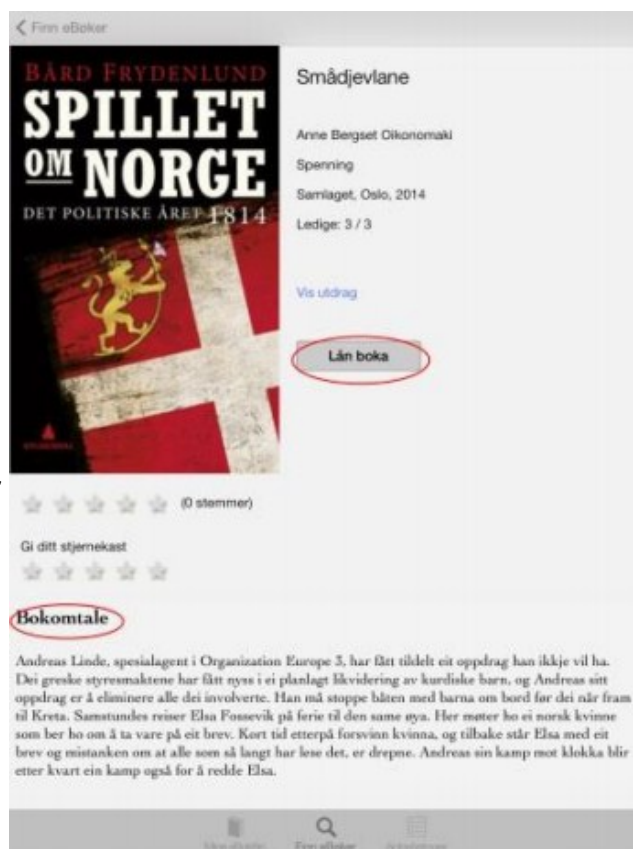 Finn eBøker
BÅRD FRYDENLUND
SPILLET
OM NORGE
DET POLITISKE ÅRET 1814
GYLDENDAL
Smådjevlane
Anne Bergset Oikonomaki
Spenning
Samlaget, Oslo, 2014
Ledige: 3 / 3
Vis utdrag
Lån boka
(0 stemmer)
Gi ditt stjernekast
Bokomtale
Andreas Linde, spesialagent i Organization Europe 3, har fått tildelt eit oppdrag han ikkje vil ha.
Dei greske styresmaktene har fått nyss i ei planlagt likvidering av kurdiske barn, og Andreas sitt
oppdrag er å eliminere alle dei involverte. Han må stoppe båten med barna om bord før dei når fram
til Kreta. Samstundes reiser Elsa Fossevik på ferie til den same øya. Her møter ho ei norsk kvinne
som ber ho om å ta vare på eit brev. Kort tid etterpå forsvinn kvinna, og tilbake står Elsa med eit
brev og mistanken om at alle som så langt har lese det, er drepne. Andreas sin kamp mot klokka blir
etter kvart ein kamp også for å redde Elsa.
Finn eBøker